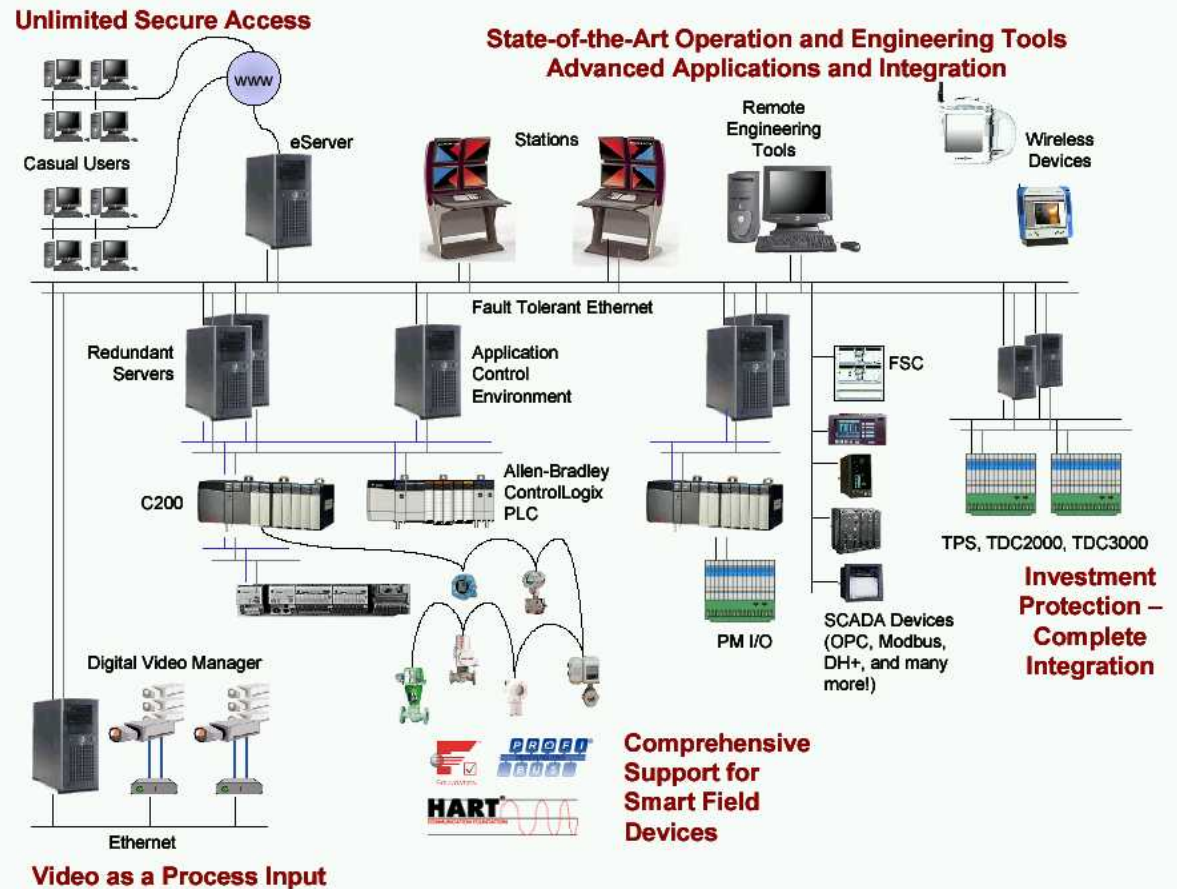 Unlimited Secure Access
State-of-the-Art Operation and Engineering Tools
Advanced Applications and Integration
www
eServer
Casual Users
Stations
Remote
Engineering
Tools
Wireless
Devices
Fault Tolerant Ethernet
Redundant
Servers
Application
Control
Environment
FSC
C200
Allen-Bradley
ControlLogix
PLC
TPS, TDC2000, TDC3000
Investment
Protection –
Complete
Integration
PM I/O
SCADA Devices
(OPC, Modbus,
DH+, and many
more!)
Digital Video Manager
PROFI
BUS
HART
COMMUNICATION FOUNDATION
Comprehensive
Support for
Smart Field
Devices
Ethernet
Video as a Process Input